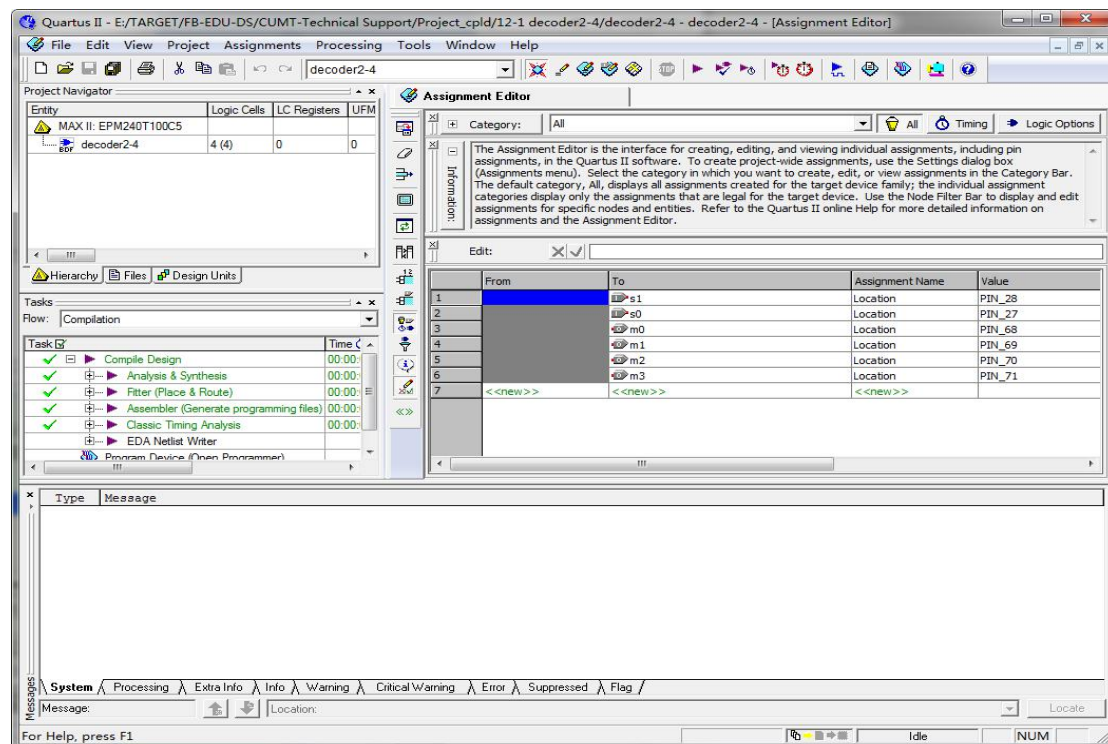 Quartus II - E:/TARGET/FB-EDU-DS/CUMT-Technical Support/Project_cpld/12-1 decoder2-4/decoder2-4 - decoder2-4 - [Assignment Editor]
File Edit View Project Assignments Processing Tools Window Help
decoder2-4
Project Navigator
Entity Logic Cells LC Registers UFM
MAX II: EPM240T100C5
decoder2-4 4 (4) 0 0
Hierarchy Files Design Units
Tasks
Flow: Compilation
Task Time
Compile Design 00:00:
Analysis & Synthesis 00:00:
Fitter (Place & Route) 00:00:
Assembler (Generate programming files) 00:00:
Classic Timing Analysis 00:00:
EDA Netlist Writer
Program Device (Open Programmer)
Assignment Editor
Category: All All Timing Logic Options
Information:
The Assignment Editor is the interface for creating, editing, and viewing individual assignments, including pin
assignments, in the Quartus II software. To create project-wide assignments, use the Settings dialog box
(Assignments menu). Select the category in which you want to create, edit, or view assignments in the Category Bar.
The default category, All, displays all assignments created for the target device family; the individual assignment
categories display only the assignments that are legal for the target device. Use the Node Filter Bar to display and edit
assignments for specific nodes and entities. Refer to the Quartus II online Help for more detailed information on
assignments and the Assignment Editor.
Edit:
From To Assignment Name Value
1 s1 Location PIN_28
2 s0 Location PIN_27
3 m0 Location PIN_68
4 m1 Location PIN_69
5 m2 Location PIN_70
6 m3 Location PIN_71
7 <<new>> <<new>> <<new>>
Type Message
System Processing Extra Info Info Warning Critical Warning Error Suppressed Flag
Messages
Message: Location: Locate
For Help, press F1 Idle NUM